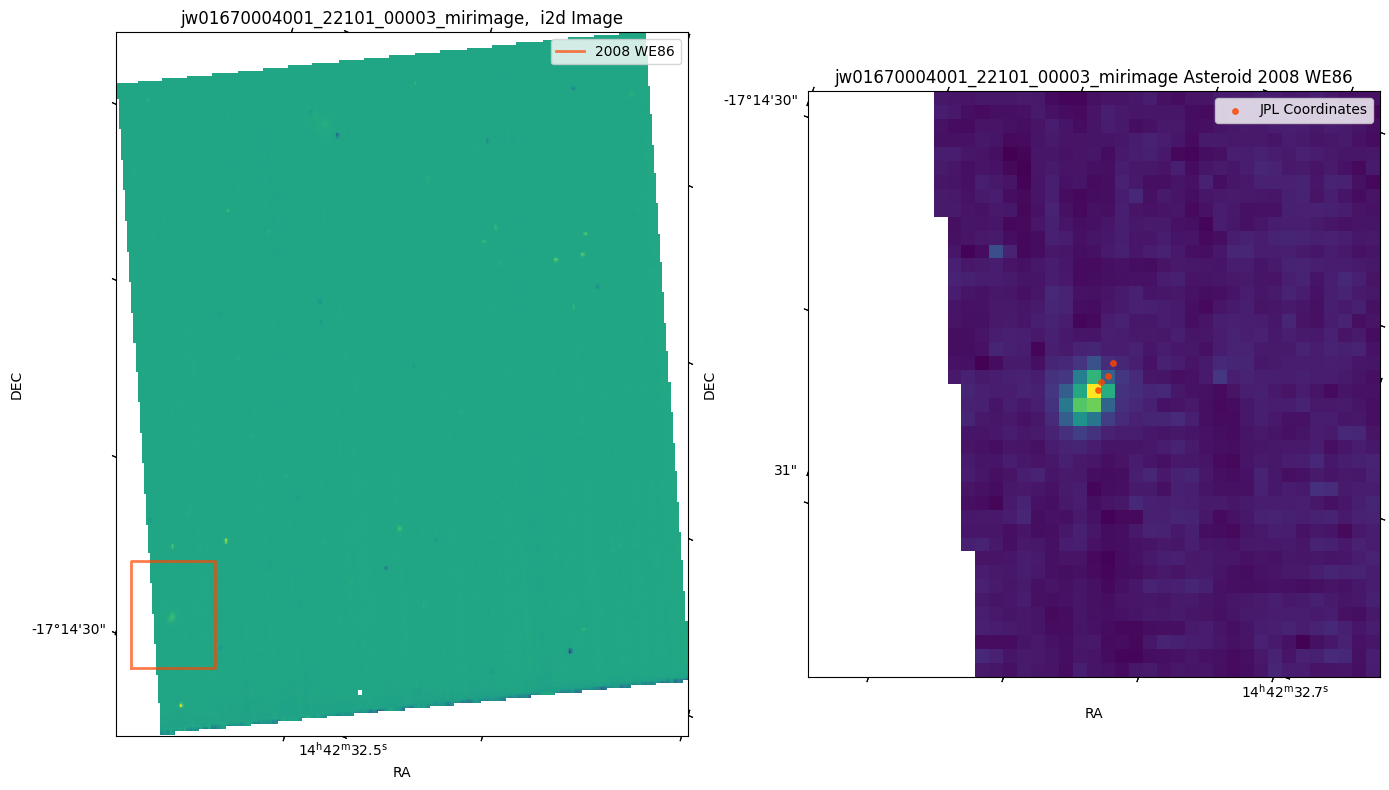 jw01670004001_22101_00003_mirimage,  i2d Image
2008 WE86
DEC
-17°14'30"
14ʰ42ᵐ32.5ˢ
RA
jw01670004001_22101_00003_mirimage Asteroid 2008 WE86
JPL Coordinates
-17°14'30"
DEC
31"
14ʰ42ᵐ32.7ˢ
RA